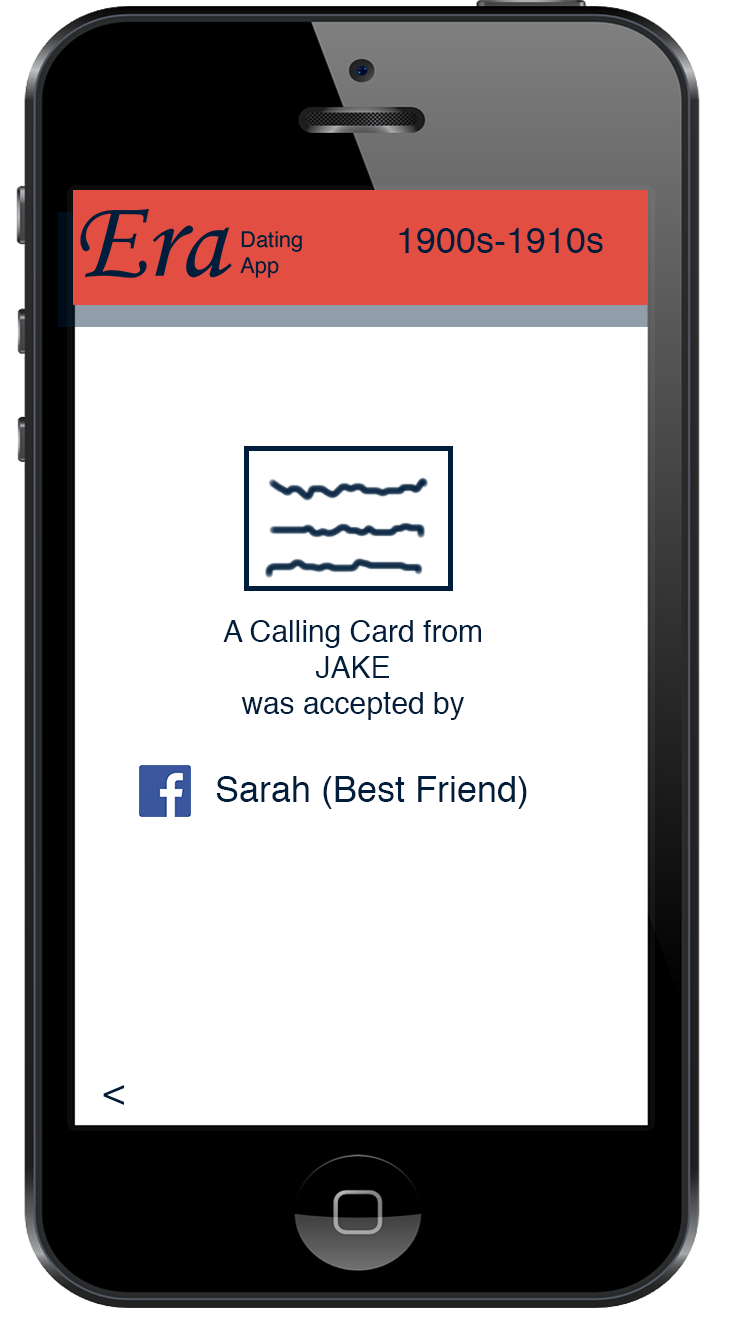 Era Dating App
1900s-1910s
A Calling Card from
JAKE
was accepted by
f Sarah (Best Friend)
<